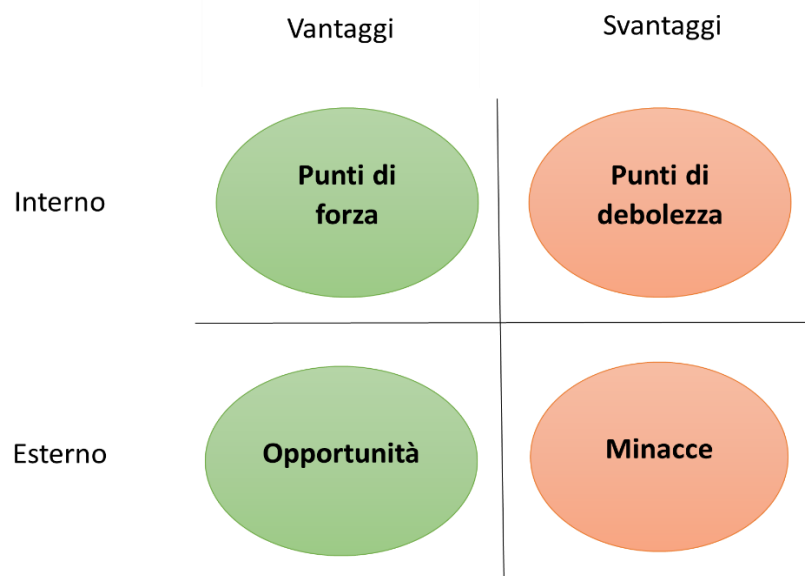 Vantaggi
Svantaggi
Interno
Punti di
forza
Punti di
debolezza
Esterno
Opportunità
Minacce